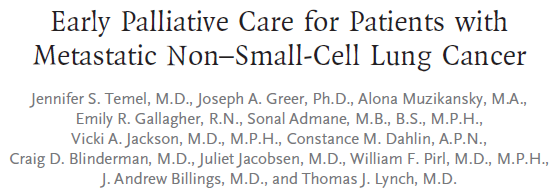 Early Palliative Care for Patients with
Metastatic Non–Small-Cell Lung Cancer
Jennifer S. Temel, M.D., Joseph A. Greer, Ph.D., Alona Muzikansky, M.A.,
Emily R. Gallagher, R.N., Sonal Admane, M.B., B.S., M.P.H.,
Vicki A. Jackson, M.D., M.P.H., Constance M. Dahlin, A.P.N.,
Craig D. Blinderman, M.D., Juliet Jacobsen, M.D., William F. Pirl, M.D., M.P.H.,
J. Andrew Billings, M.D., and Thomas J. Lynch, M.D.